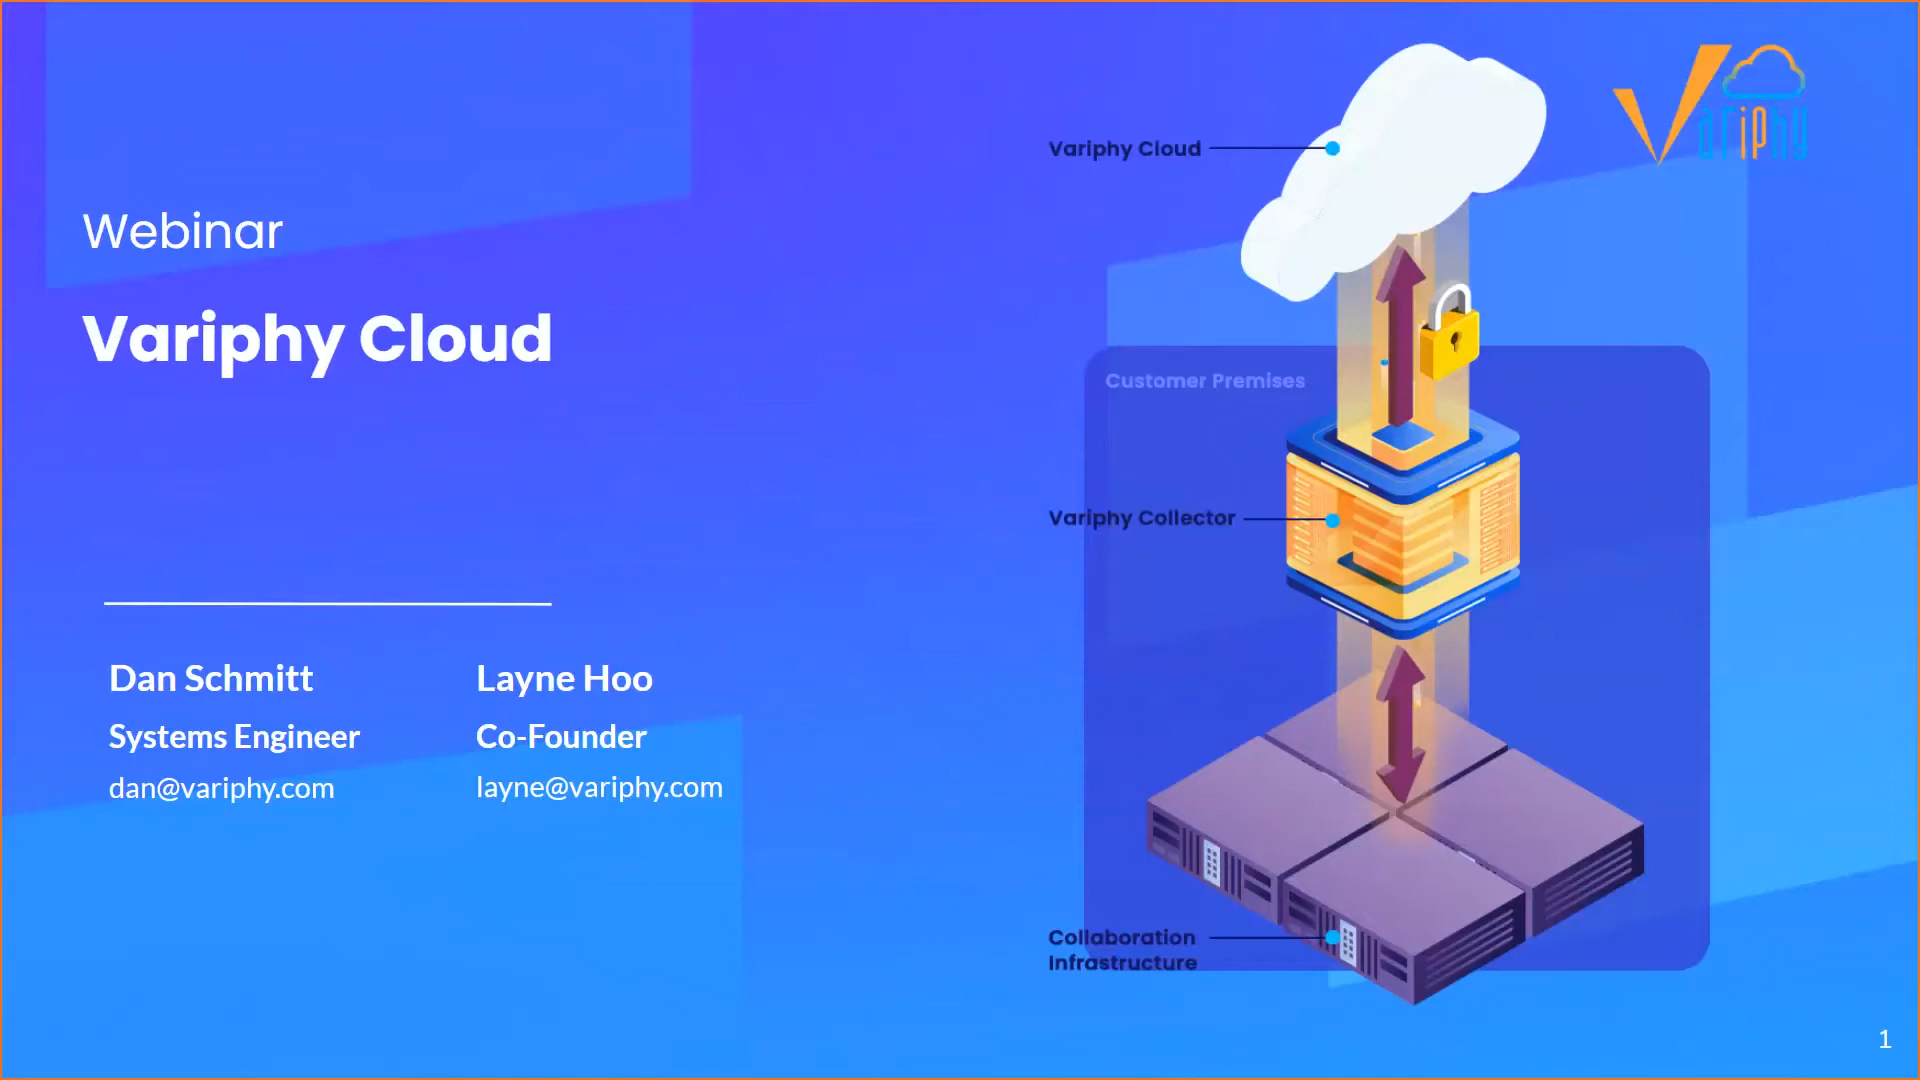 Webinar
Variphy Cloud
Dan Schmitt
Systems Engineer
dan@variphy.com
Layne Hoo
Co-Founder
layne@variphy.com
Variphy
Variphy Cloud
Customer Premises
Variphy Collector
Collaboration
Infrastructure
1